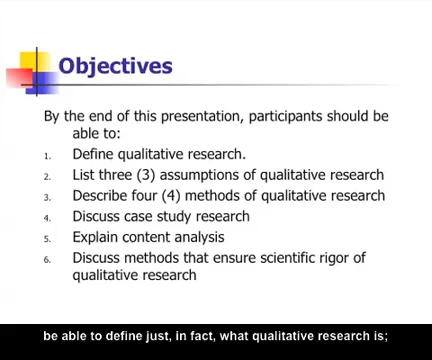 Objectives
By the end of this presentation, participants should be
able to:
1. Define qualitative research.
2. List three (3) assumptions of qualitative research
3. Describe four (4) methods of qualitative research
4. Discuss case study research
5. Explain content analysis
6. Discuss methods that ensure scientific rigor of
qualitative research
be able to define just, in fact, what qualitative research is;